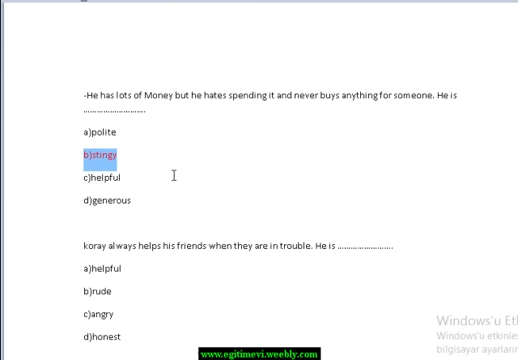 -He has lots of Money but he hates spending it and never buys anything for someone. He is
............................
a)polite
b)stingy
c)helpful
d)generous
koray always helps his friends when they are in trouble. He is .........................
a)helpful
b)rude
c)angry
d)honest
Windows'u Etk
Windows'u etkinleş
bilgisayar ayarların
www.egitimevi.weebly.com